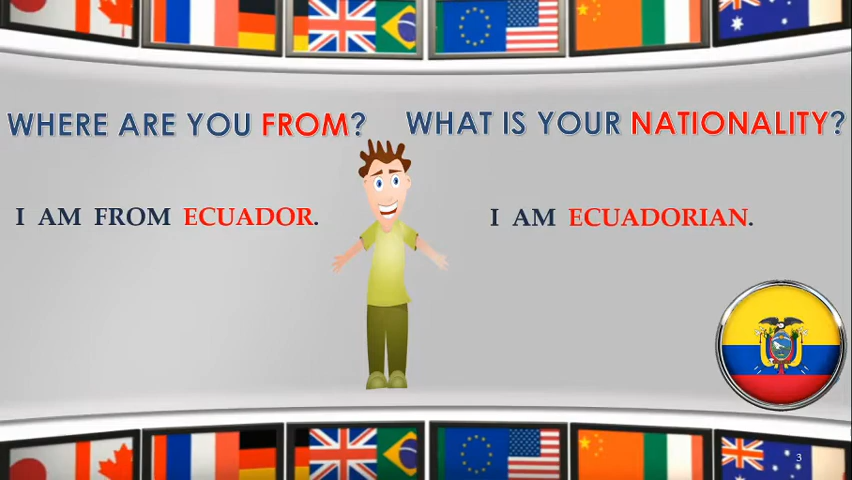 WHERE ARE YOU FROM?
WHAT IS YOUR NATIONALITY?
I AM FROM ECUADOR.
I AM ECUADORIAN.
3